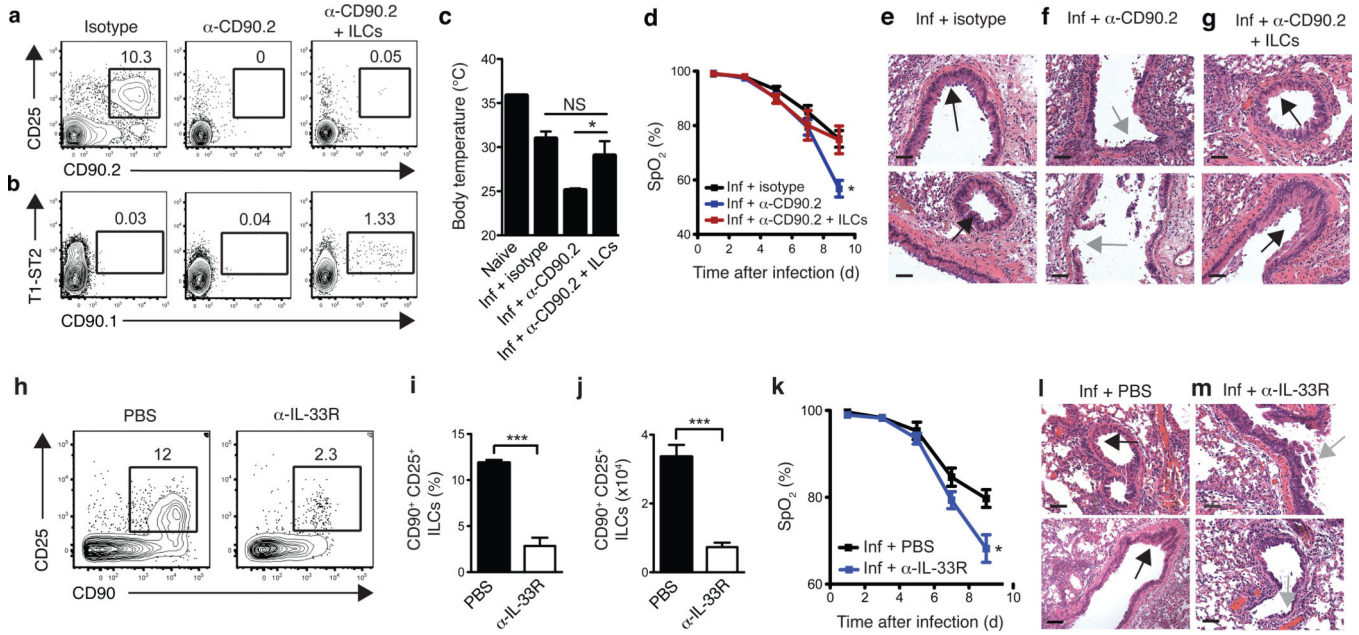 a
Isotype
α-CD90.2
α-CD90.2
+ ILCs
10.3
0
0.05
CD25
CD90.2
b
0.03
0.04
1.33
T1-ST2
CD90.1
c
Body temperature (°C)
40
35
30
25
20
NS
*
Naive
Inf + isotype
Inf + α-CD90.2
Inf + α-CD90.2 + ILCs
d
SpO2 (%)
100
80
60
40
*
Inf + isotype
Inf + α-CD90.2
Inf + α-CD90.2 + ILCs
0 2 4 6 8 10
Time after infection (d)
e
Inf + isotype
f
Inf + α-CD90.2
g
Inf + α-CD90.2
+ ILCs
h
PBS
α-IL-33R
12
2.3
CD25
CD90
i
***
CD90+ CD25+
ILCs (%)
15
10
5
0
PBS
α-IL-33R
j
***
CD90+ CD25+
ILCs (x10⁴)
4
2
0
PBS
α-IL-33R
k
SpO2 (%)
100
80
60
*
Inf + PBS
Inf + α-IL-33R
0 2 4 6 8 10
Time after infection (d)
l
Inf + PBS
m
Inf + α-IL-33R